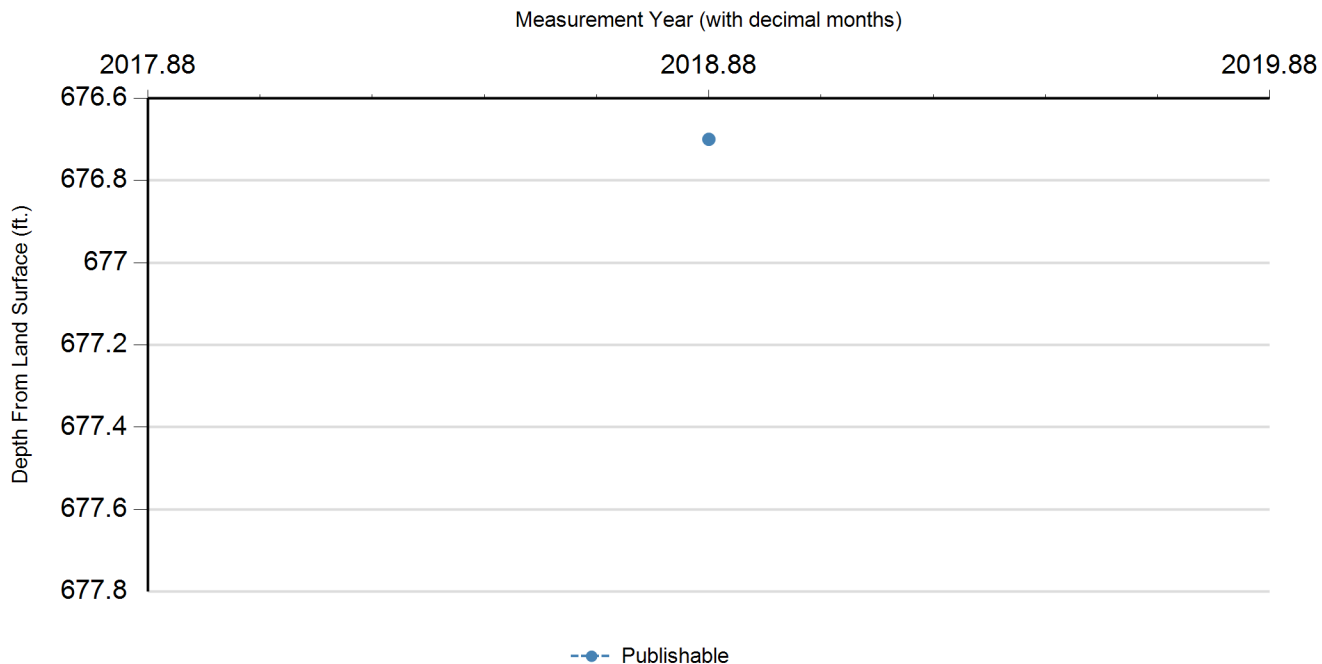 Measurement Year (with decimal months)
2017.88 2018.88 2019.88
676.6
676.8
677
677.2
677.4
677.6
677.8
Depth From Land Surface (ft.)
Publishable